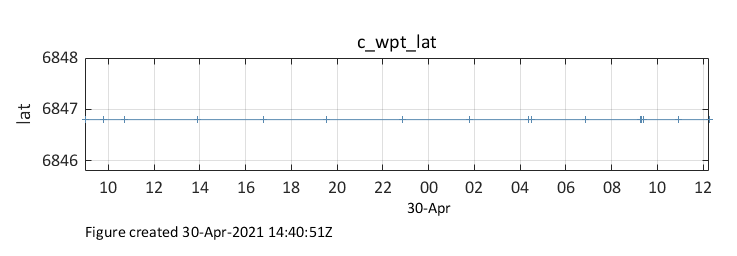 c_wpt_lat
6848
6847
6846
lat
10 12 14 16 18 20 22 00 02 04 06 08 10 12
30-Apr
Figure created 30-Apr-2021 14:40:51Z